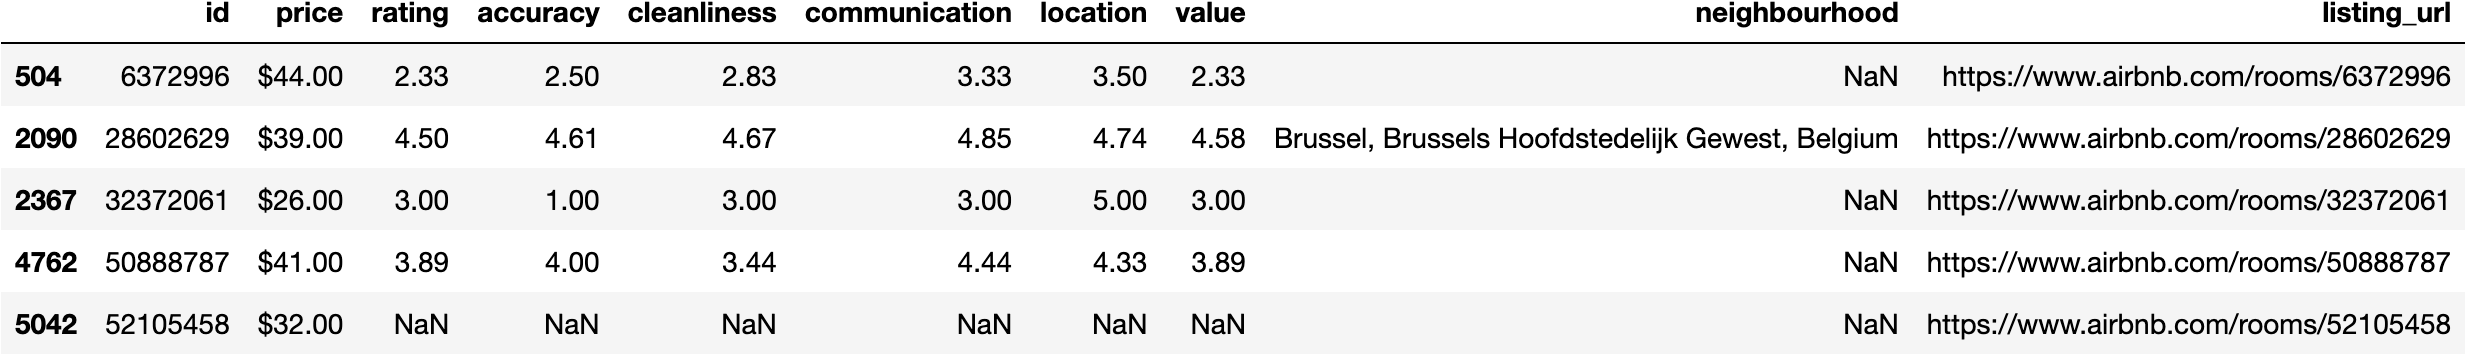 id price rating accuracy cleanliness communication location value neighbourhood listing_url
504 6372996 $44.00 2.33 2.50 2.83 3.33 3.50 2.33 NaN https://www.airbnb.com/rooms/6372996
2090 28602629 $39.00 4.50 4.61 4.67 4.85 4.74 4.58 Brussel, Brussels Hoofdstedelijk Gewest, Belgium https://www.airbnb.com/rooms/28602629
2367 32372061 $26.00 3.00 1.00 3.00 3.00 5.00 3.00 NaN https://www.airbnb.com/rooms/32372061
4762 50888787 $41.00 3.89 4.00 3.44 4.44 4.33 3.89 NaN https://www.airbnb.com/rooms/50888787
5042 52105458 $32.00 NaN NaN NaN NaN NaN NaN NaN https://www.airbnb.com/rooms/52105458